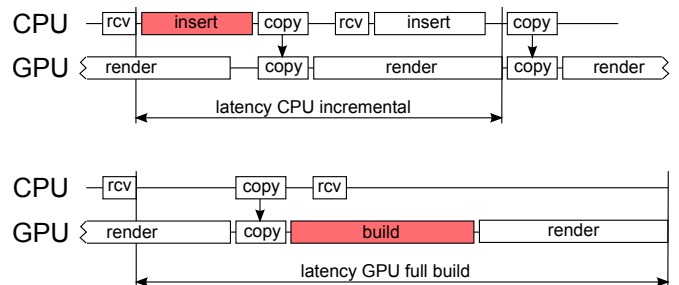 CPU rcv insert copy rcv insert copy
GPU render copy render copy render
latency CPU incremental
CPU rcv copy rcv
GPU render copy build render
latency GPU full build